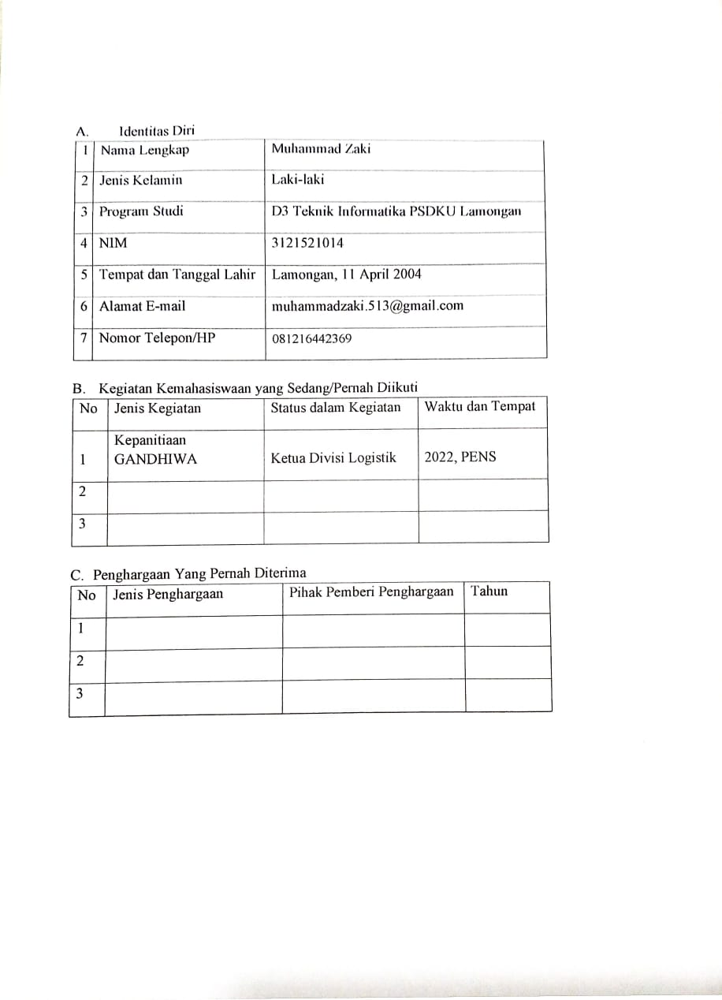 A. Identitas Diri
1 Nama Lengkap Muhammad Zaki
2 Jenis Kelamin Laki-laki
3 Program Studi D3 Teknik Informatika PSDKU Lamongan
4 NIM 3121521014
5 Tempat dan Tanggal Lahir Lamongan, 11 April 2004
6 Alamat E-mail muhammadzaki.513@gmail.com
7 Nomor Telepon/HP 081216442369
B. Kegiatan Kemahasiswaan yang Sedang/Pernah Diikuti
No Jenis Kegiatan Status dalam Kegiatan Waktu dan Tempat
Kepanitiaan
1 GANDHIWA Ketua Divisi Logistik 2022, PENS
2
3
C. Penghargaan Yang Pernah Diterima
No Jenis Penghargaan Pihak Pemberi Penghargaan Tahun
1
2
3